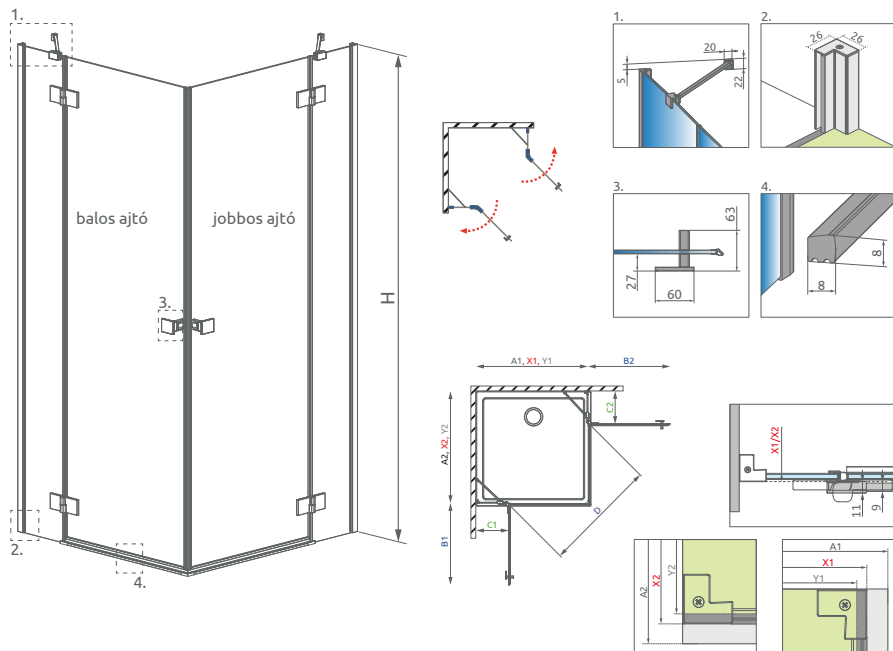 1.
balos ajtó
jobbos ajtó
3.
H
2.
4.
1.
20
5
22
2.
26
26
3.
63
27
60
4.
8
8
A1, X1, Y1
B2
C2
A2, X2, Y2
D
C1
B1
X1/X2
11
9
A2
X2
Y2
A1
X1
Y1